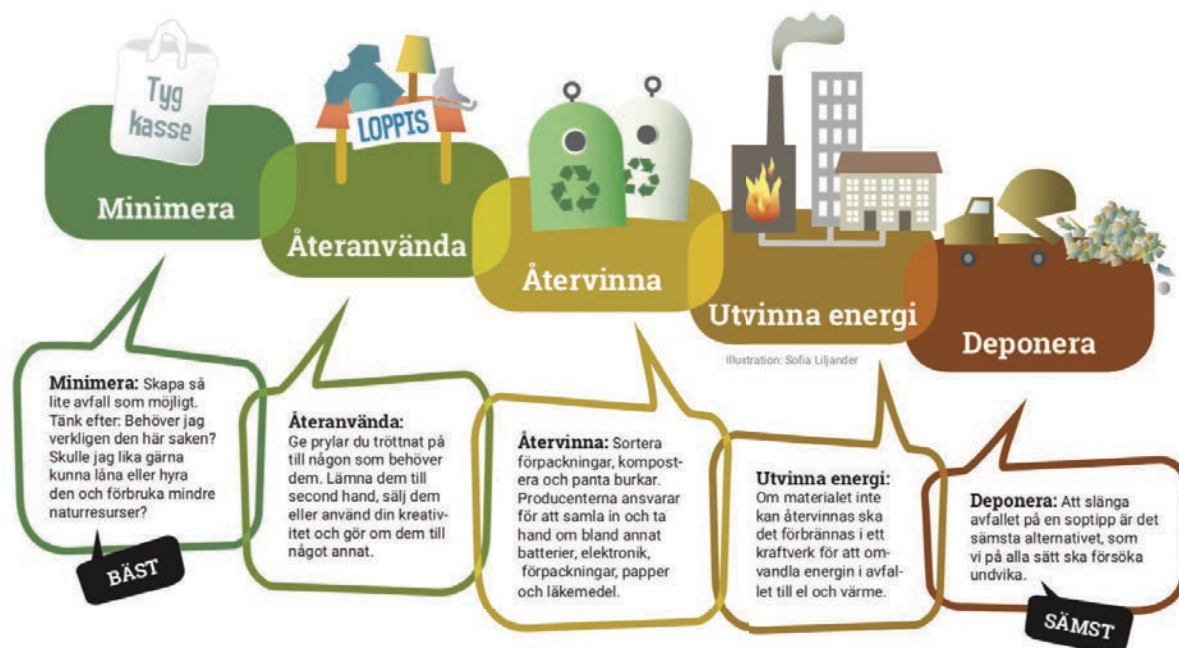 Tyg
kasse
LOPPIS
Minimera
Återanvända
Återvinna
Utvinna energi
Deponera
Illustration: Sofia Liljander
Minimera: Skapa så
lite avfall som möjligt.
Tänk efter: Behöver jag
verkligen den här saken?
Skulle jag lika gärna
kunna låna eller hyra
den och förbruka mindre
naturresurser?
BÄST
Återanvända:
Ge prylar du tröttnat på
till någon som behöver
dem. Lämna dem till
second hand, sälj dem
eller använd din kreativ-
itet och gör om dem till
något annat.
Återvinna: Sortera
förpackningar, kompost-
era och panta burkar.
Producenterna ansvarar
för att samla in och ta
hand om bland annat
batterier, elektronik,
förpackningar, papper
och läkemedel.
Utvinna energi:
Om materialet inte
kan återvinnas ska
det förbrännas i ett
kraftverk för att om-
vandla energin i avfal-
let till el och värme.
Deponera: Att slänga
avfallet på en soptipp är det
sämsta alternativet, som
vi på alla sätt ska försöka
undvika.
SÄMST